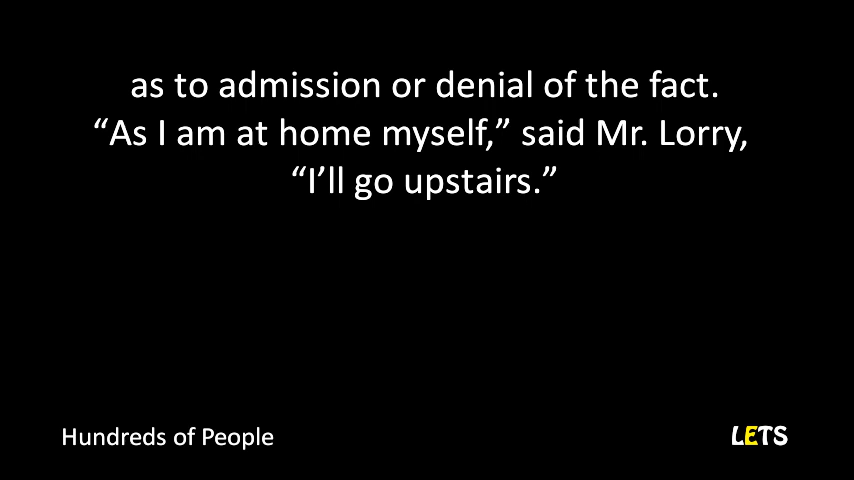 as to admission or denial of the fact.
“As I am at home myself,” said Mr. Lorry,
“I’ll go upstairs.”
Hundreds of People
LETS